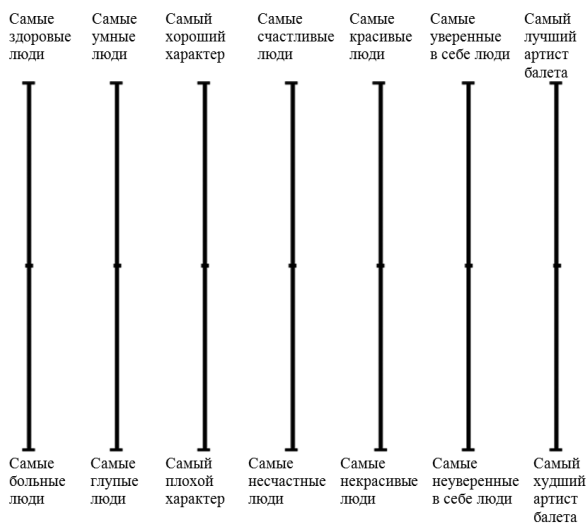 Самые
здоровые
люди
Самые
умные
люди
Самый
хороший
характер
Самые
счастливые
люди
Самые
красивые
люди
Самые
уверенные
в себе люди
Самый
лучший
артист
балета
Самые
больные
люди
Самые
глупые
люди
Самый
плохой
характер
Самые
несчастные
люди
Самые
некрасивые
люди
Самые
неуверенные
в себе люди
Самый
худший
артист
балета